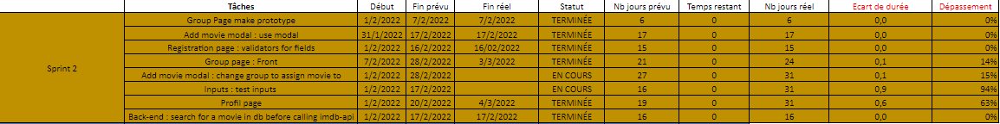 Tâches Début Fin prévu Fin réel Statut Nb jours prévu Temps restant Nb jours réel Ecart de durée Dépassement
Group Page make prototype 1/2/2022 7/2/2022 7/2/2022 TERMINÉE 6 0 6 0,0 0%
Add movie modal : use modal 31/1/2022 17/2/2022 17/2/2022 TERMINÉE 17 0 17 0,0 0%
Registration page : validators for fields 1/2/2022 16/2/2022 16/02/2022 TERMINÉE 15 0 15 0,0 0%
Group page : Front 7/2/2022 28/2/2022 3/3/2022 TERMINÉE 21 0 24 0,1 14%
Sprint 2
Add movie modal : change group to assign movie to 1/2/2022 28/2/2022 EN COURS 27 0 31 0,1 15%
Inputs : test inputs 1/2/2022 17/2/2022 EN COURS 16 0 31 0,9 94%
Profil page 1/2/2022 20/2/2022 4/3/2022 TERMINÉE 19 0 31 0,6 63%
Back-end : search for a movie in db before calling imdb-api 1/2/2022 17/2/2022 17/2/2022 TERMINÉE 16 0 16 0,0 0%